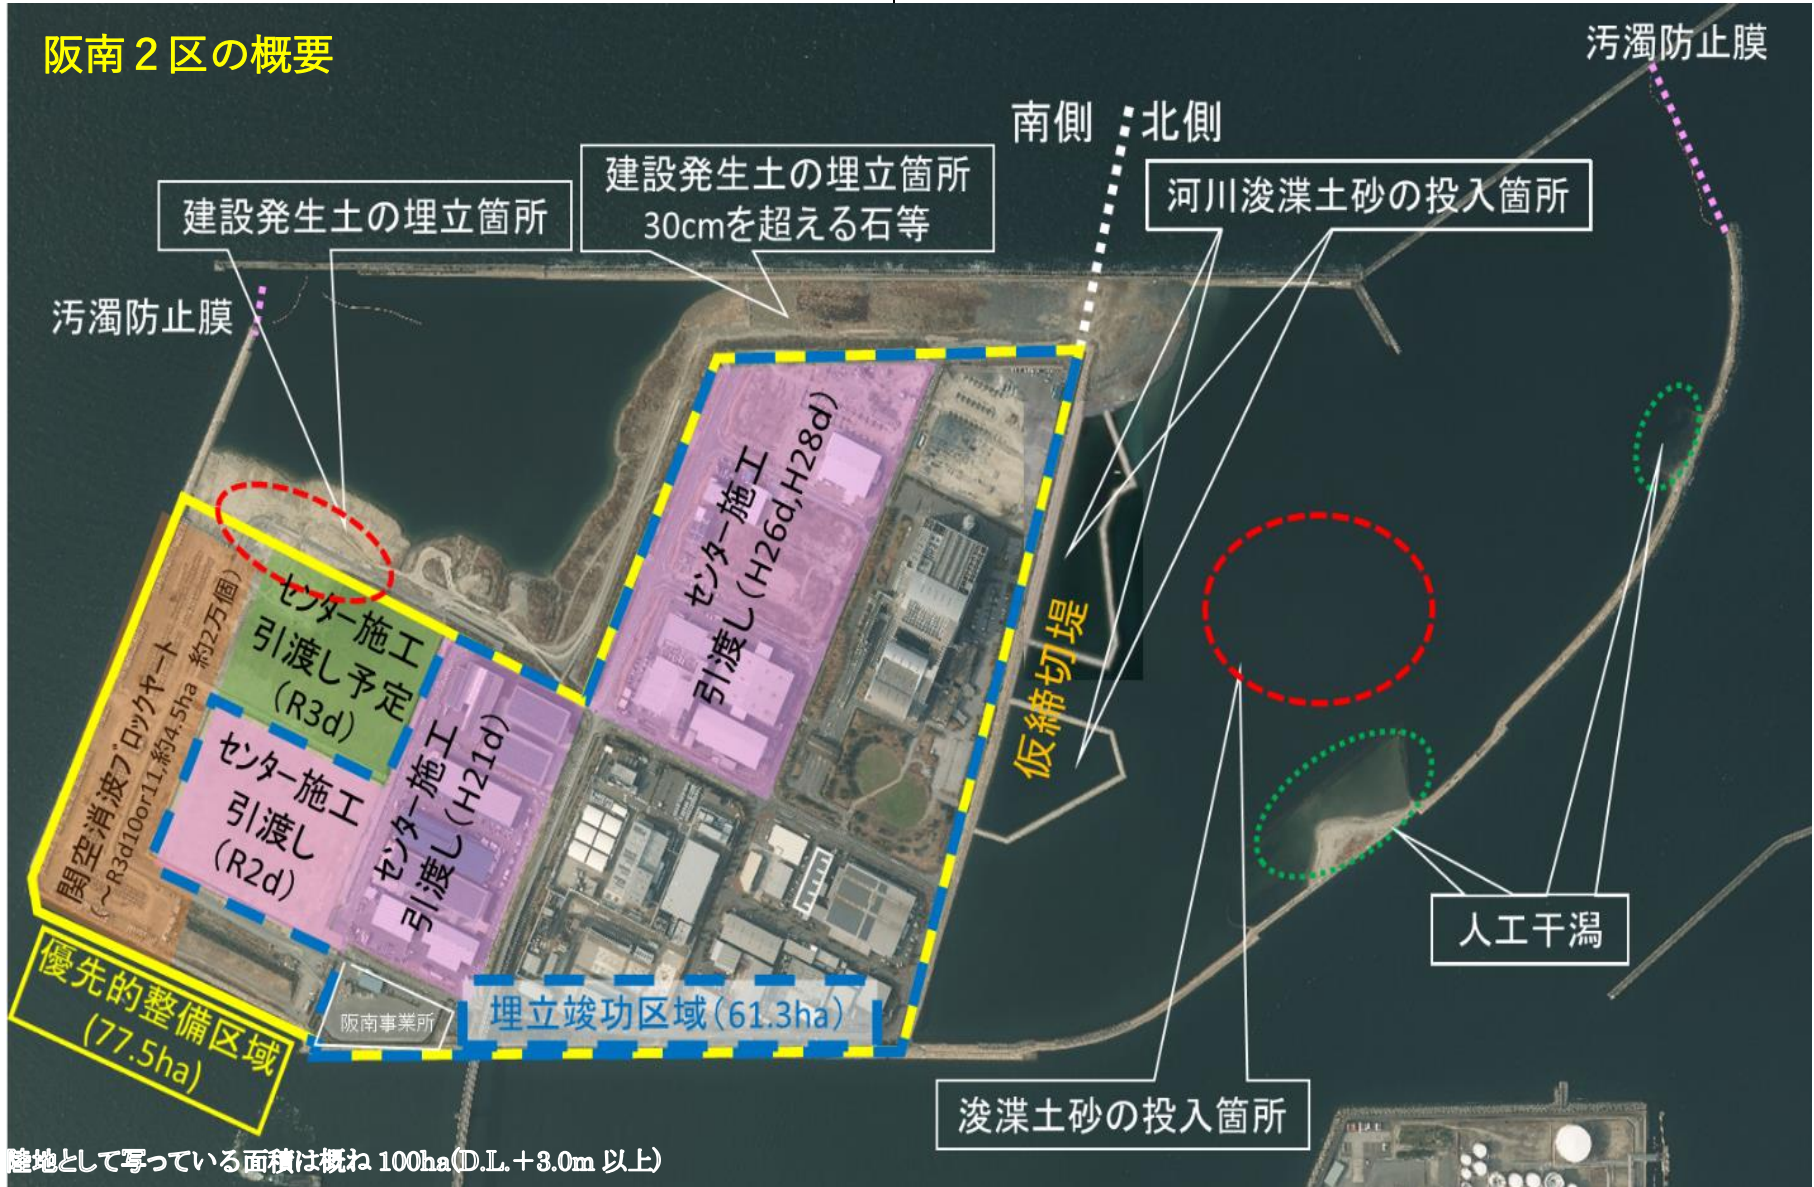 阪南２区の概要
汚濁防止膜
南側
北側
建設発生土の埋立箇所
30cmを超える石等
河川浚渫土砂の投入箇所
建設発生土の埋立箇所
汚濁防止膜
センター施工
引渡し（H26d,H28d）
センター施工
引渡し予定
（R3d）
関空消波ブロックヤード
（～R3d10or11,約4.5ha 約2万個）
センター施工
引渡し
（R2d）
センター施工
引渡し（H21d）
仮締切堤
人工干潟
優先的整備区域
(77.5ha)
阪南事業所
埋立竣功区域（61.3ha）
浚渫土砂の投入箇所
陸地として写っている面積は概ね 100ha(D.L.＋3.0m 以上)